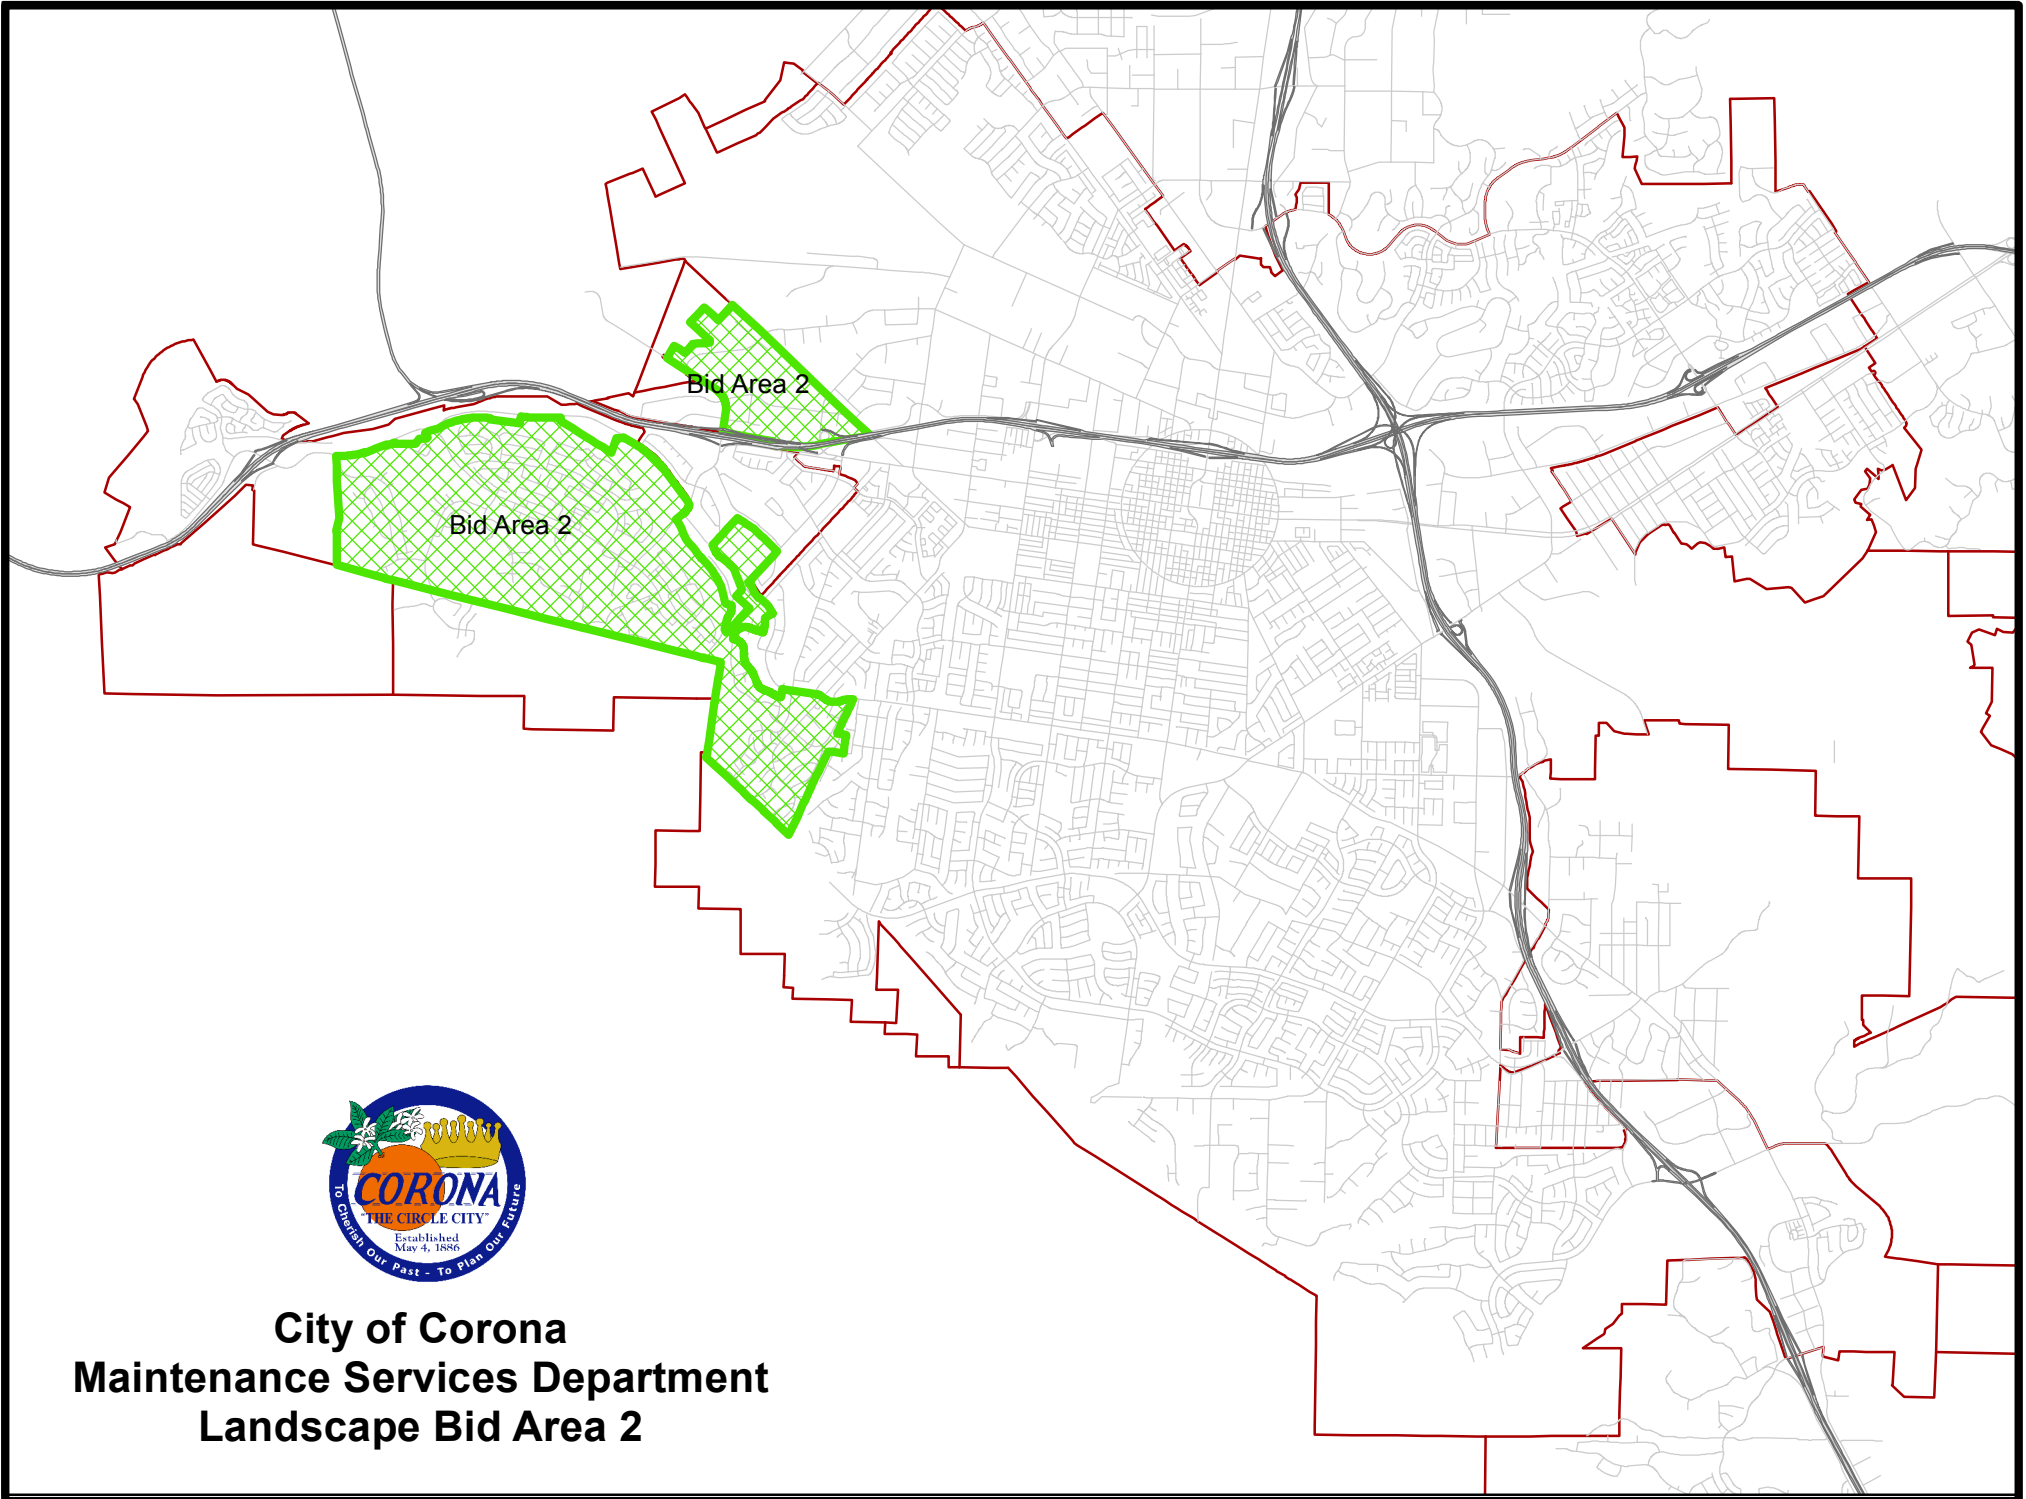 Bid Area 2
Bid Area 2
CORONA
"THE CIRCLE CITY"
Established
May 4, 1886
To Cherish Our Past - To Plan Our Future
City of Corona
Maintenance Services Department
Landscape Bid Area 2